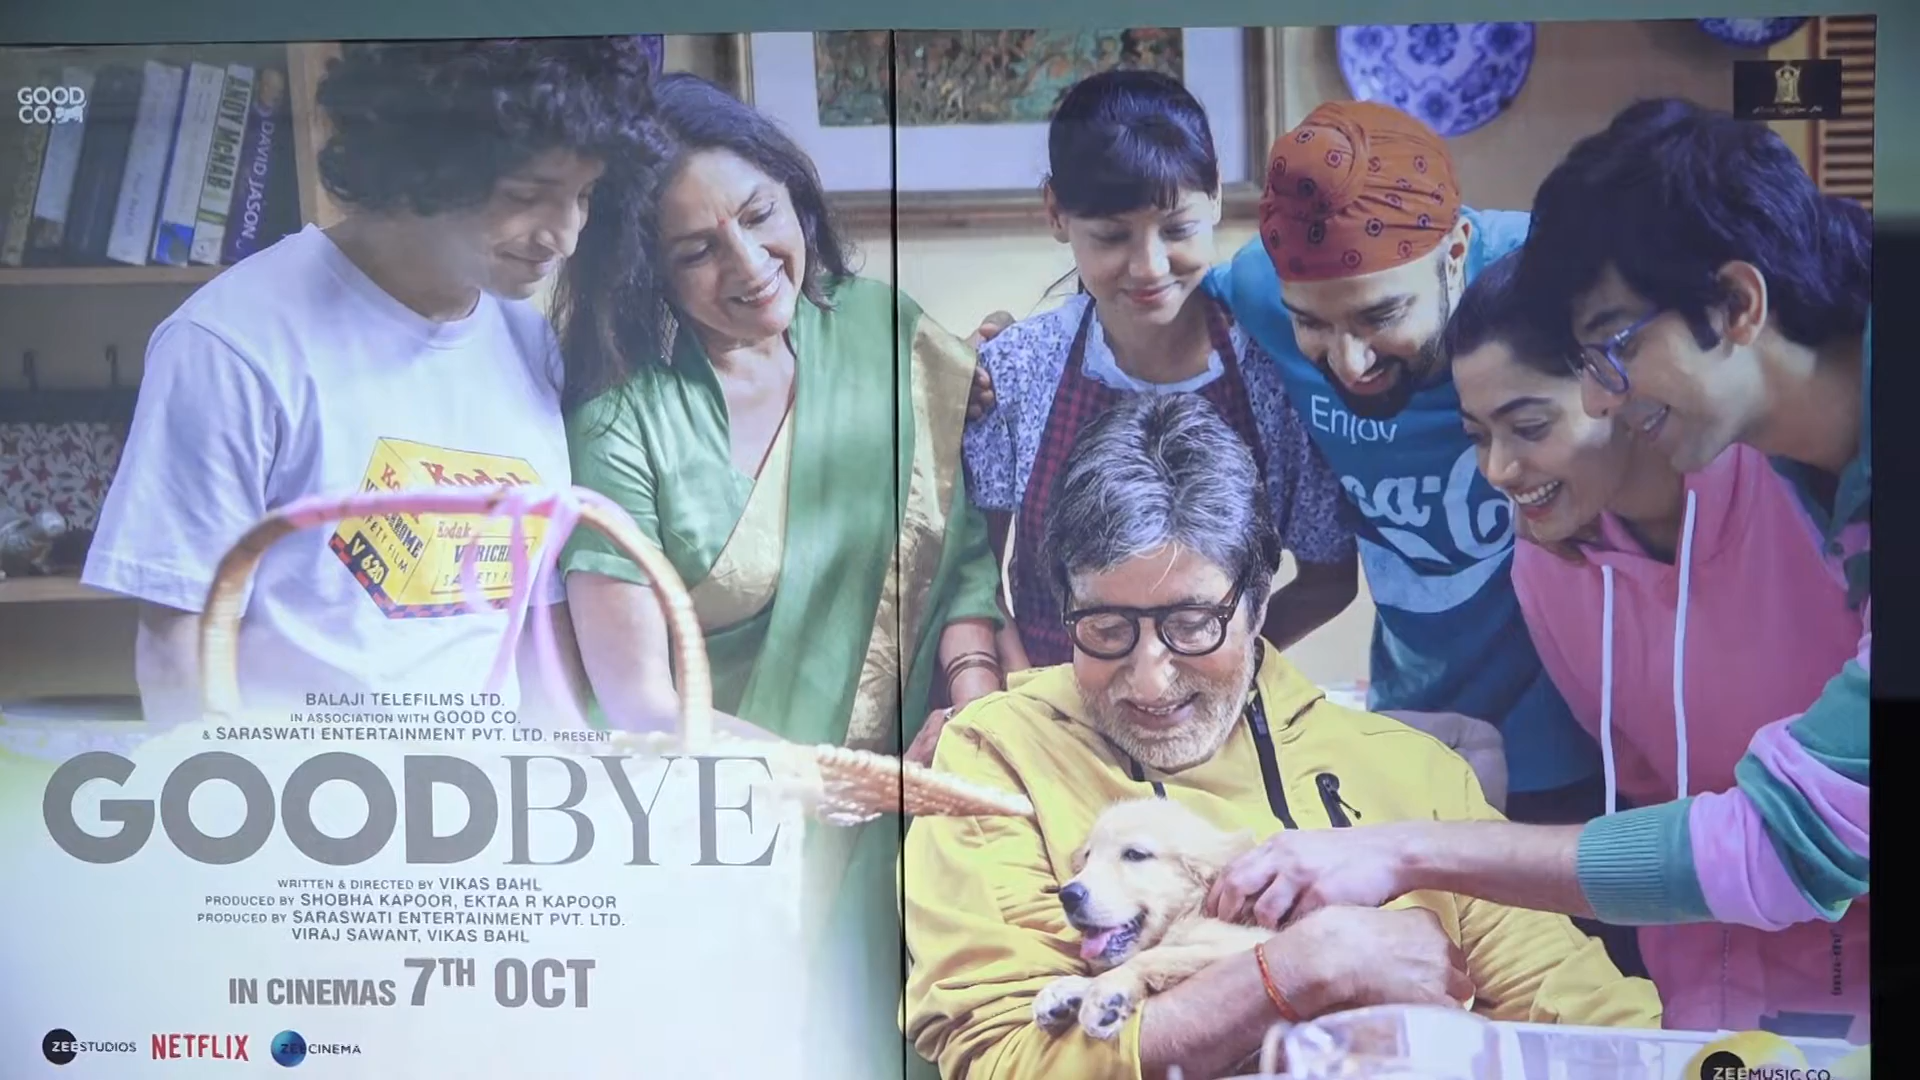 GOOD
CO.
ANDY McNAB
DAVID JASON
Kodak
V 620
Kodak
Enjoy
BALAJI TELEFILMS LTD.
IN ASSOCIATION WITH GOOD CO.
& SARASWATI ENTERTAINMENT PVT. LTD. PRESENT
GOODBYE
WRITTEN & DIRECTED BY VIKAS BAHL
PRODUCED BY SHOBHA KAPOOR, EKTAA R KAPOOR
PRODUCED BY SARASWATI ENTERTAINMENT PVT. LTD.
VIRAJ SAWANT, VIKAS BAHL
IN CINEMAS 7TH OCT
ZEESTUDIOS NETFLIX ZEECINEMA
ZEEMUSIC CO.